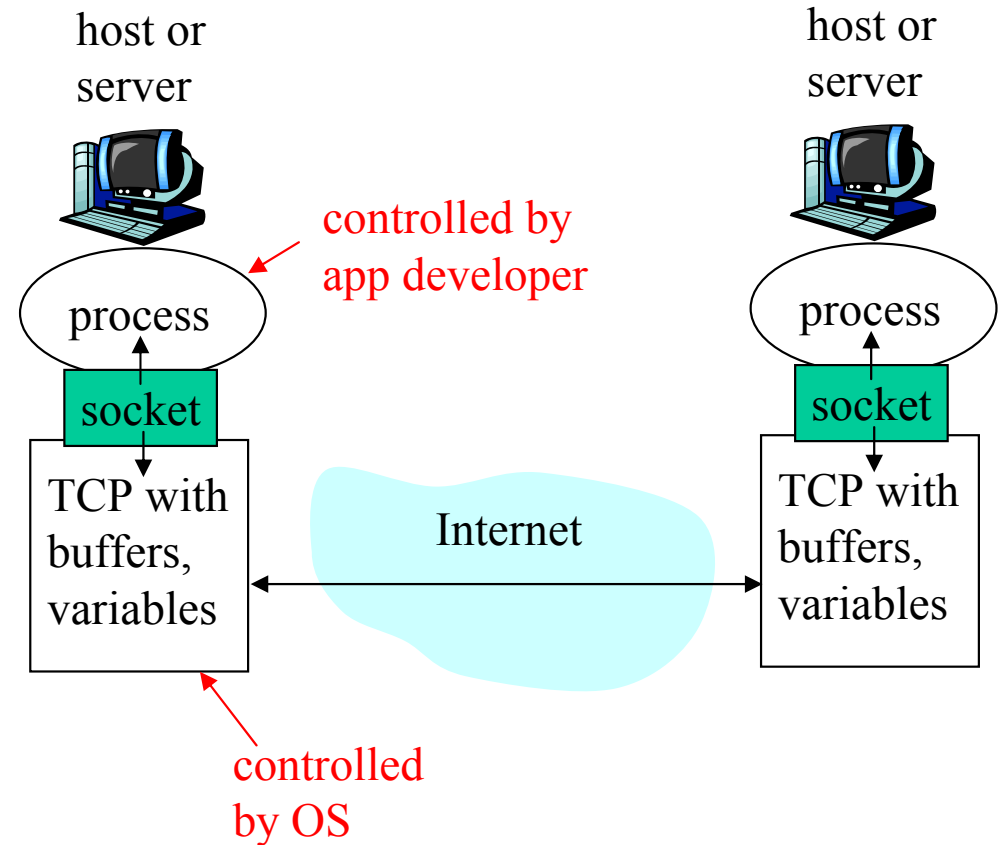 host or
server
host or
server
controlled by
app developer
process
process
socket
socket
TCP with
buffers,
variables
Internet
TCP with
buffers,
variables
controlled
by OS